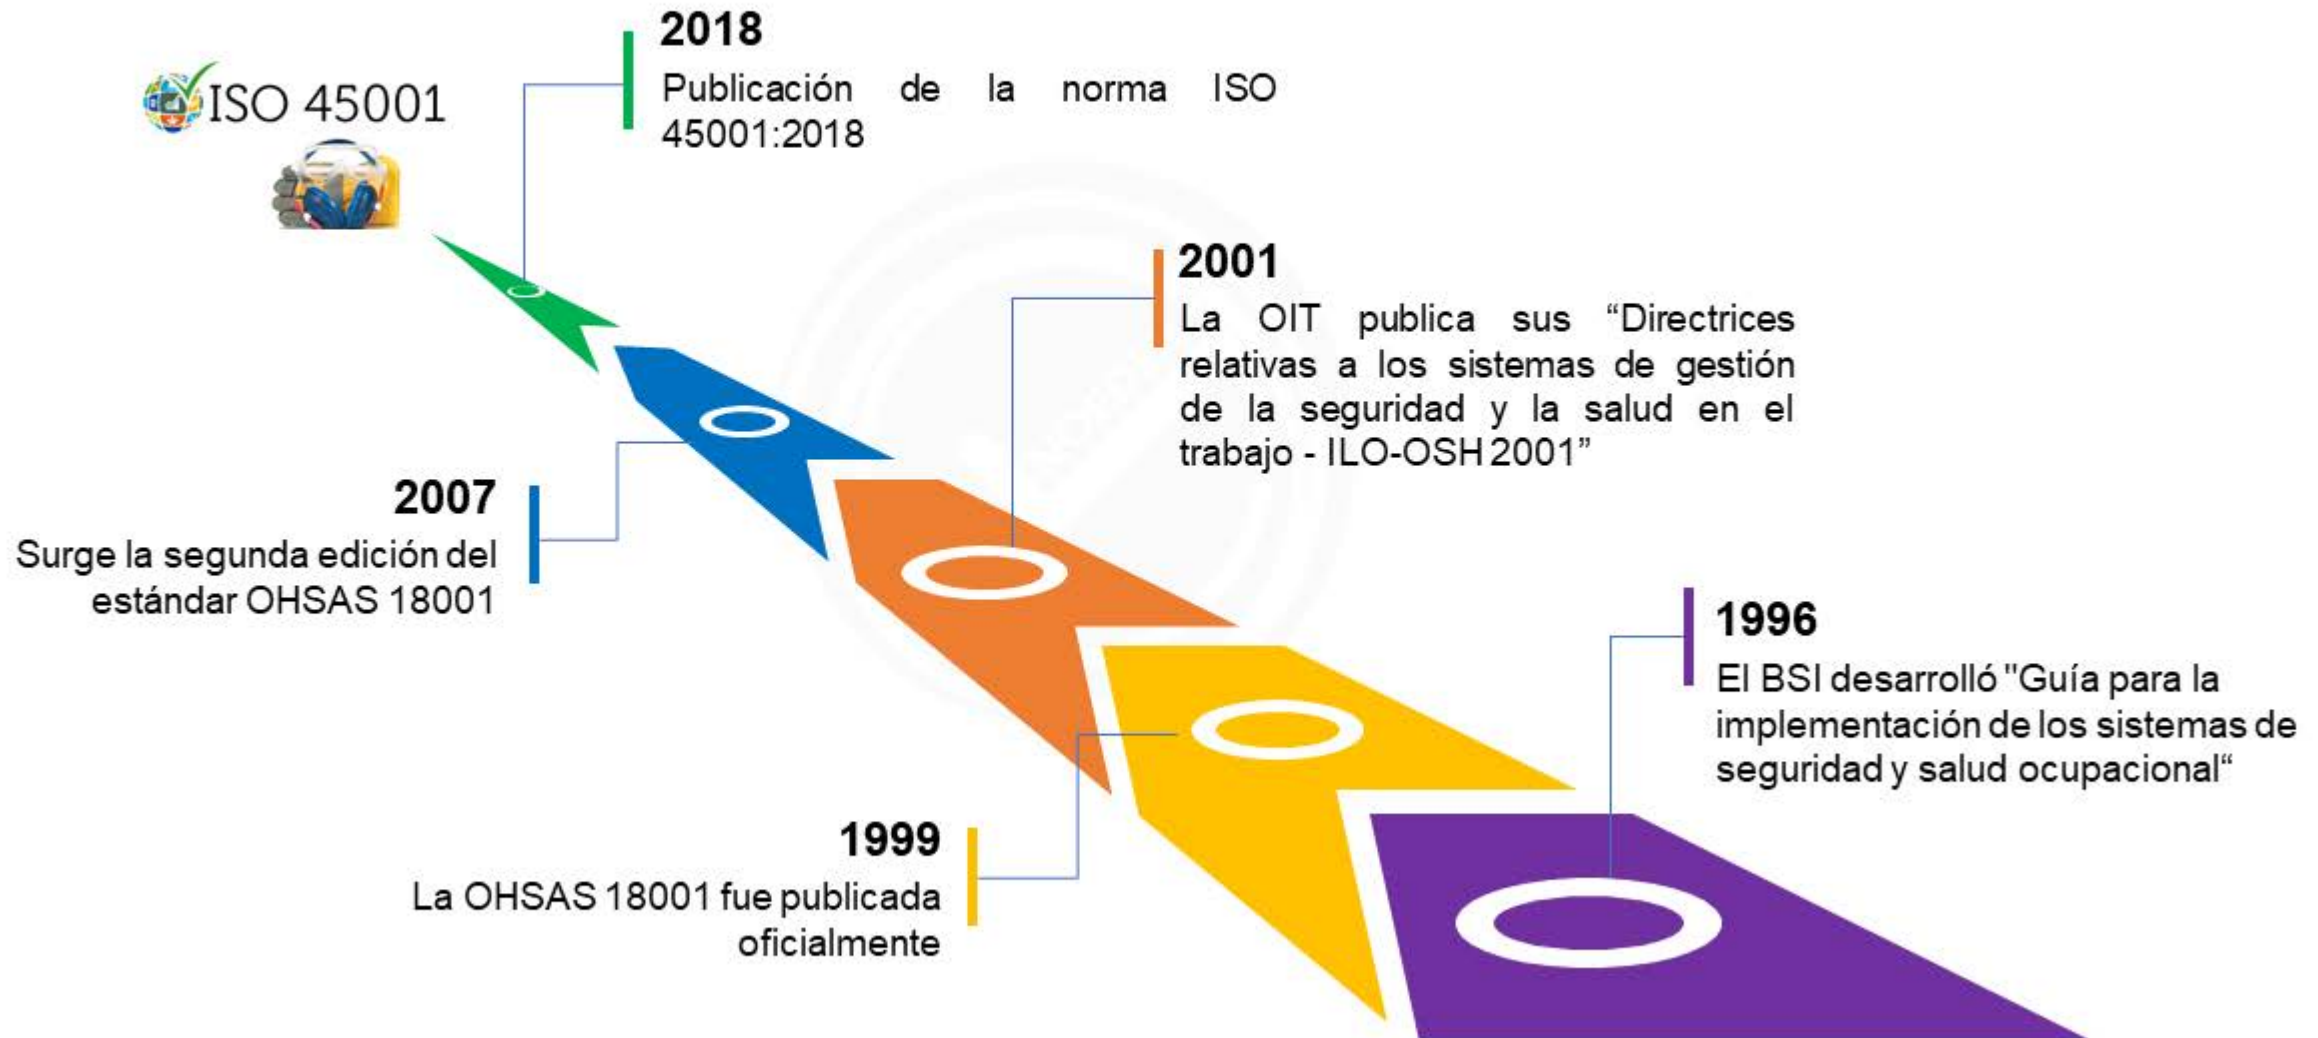 2018
Publicación de la norma ISO
45001:2018
ISO 45001
2001
La OIT publica sus “Directrices
relativas a los sistemas de gestión
de la seguridad y la salud en el
trabajo - ILO-OSH 2001”
2007
Surge la segunda edición del
estándar OHSAS 18001
1996
El BSI desarrolló "Guía para la
implementación de los sistemas de
seguridad y salud ocupacional“
1999
La OHSAS 18001 fue publicada
oficialmente